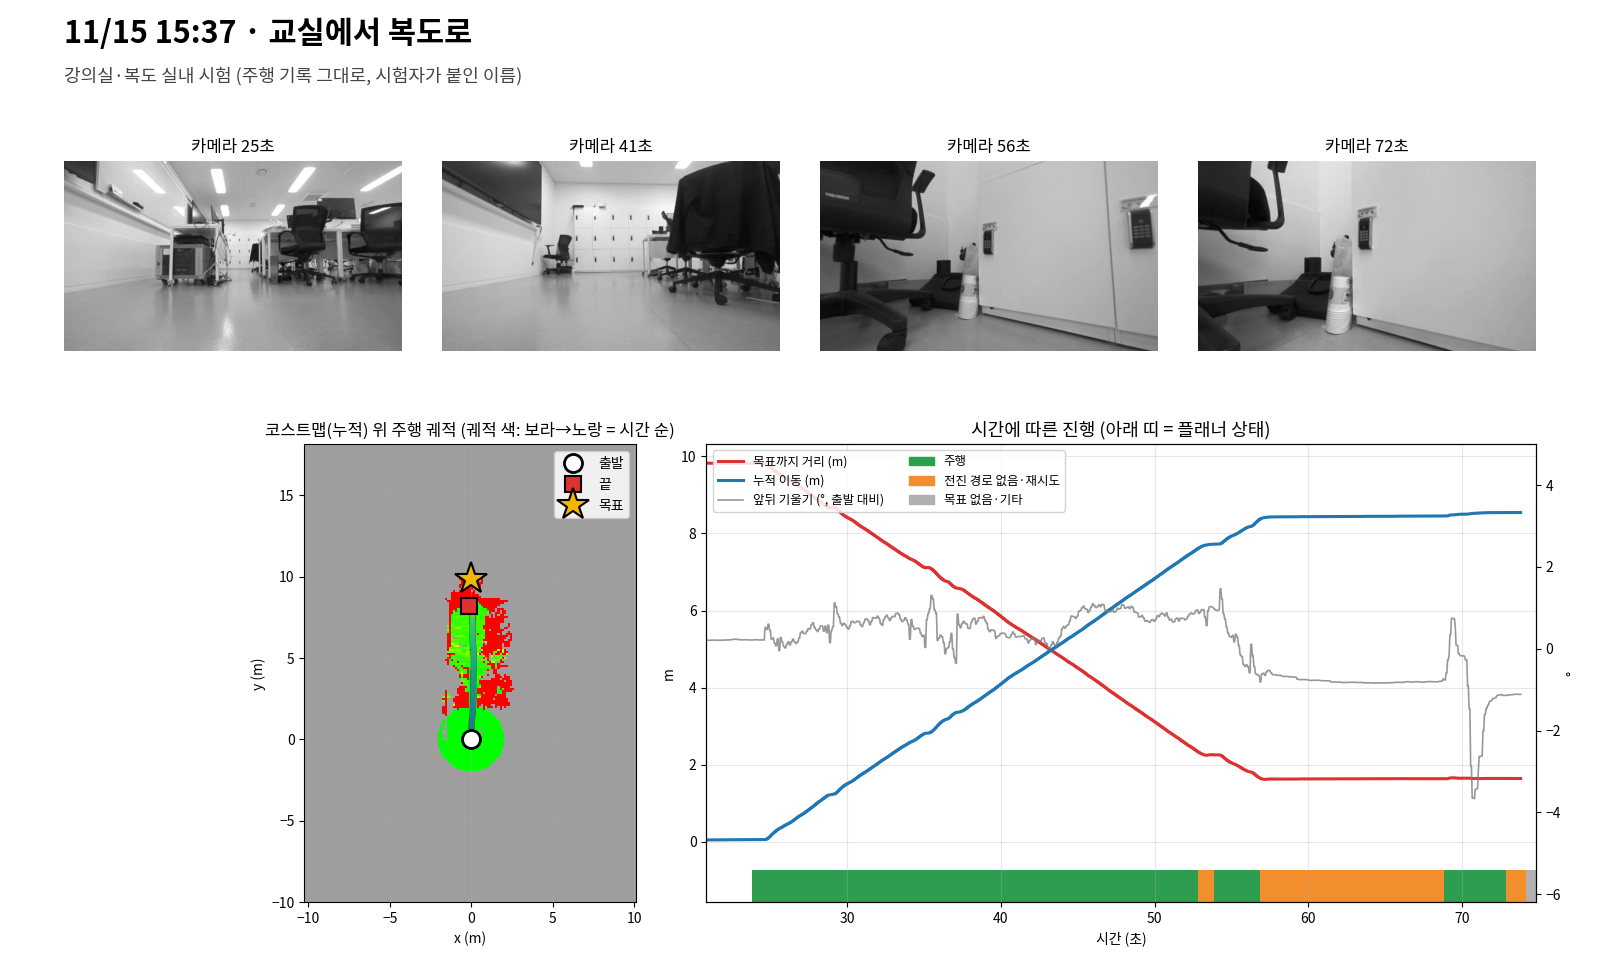 11/15 15:37 · 교실에서 복도로
강의실·복도 실내 시험 (주행 기록 그대로, 시험자가 붙인 이름)
카메라 25초
카메라 41초
카메라 56초
카메라 72초
코스트맵(누적) 위 주행 궤적 (궤적 색: 보라→노랑 = 시간 순)
출발
끝
목표
15
10
5
0
−5
−10
y (m)
−10 −5 0 5 10
x (m)
시간에 따른 진행 (아래 띠 = 플래너 상태)
목표까지 거리 (m)
누적 이동 (m)
앞뒤 기울기 (°, 출발 대비)
주행
전진 경로 없음·재시도
목표 없음·기타
10
8
6
4
2
0
m
4
2
0
−2
−4
−6
°
30 40 50 60 70
시간 (초)